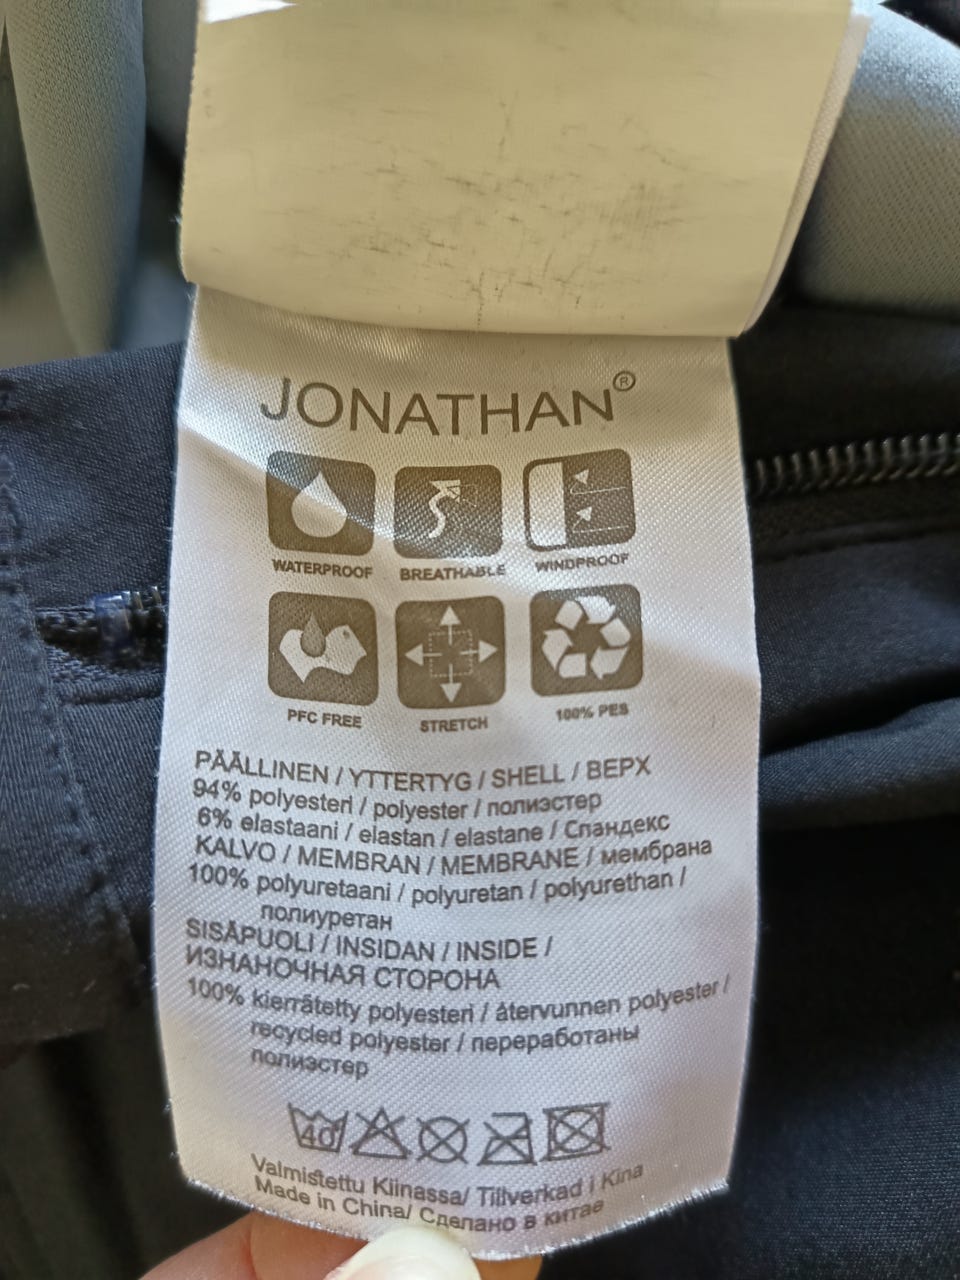 JONATHAN®
WATERPROOF BREATHABLE WINDPROOF
PFC FREE STRETCH 100% PES
PÄÄLLINEN / YTTERTYG / SHELL / ВЕРХ
94% polyesteri / polyester / полиэстер
6% elastaani / elastan / elastane / Спандекс
KALVO / MEMBRAN / MEMBRANE / мембрана
100% polyuretaani / polyuretan / polyurethan /
полиуретан
SISÄPUOLI / INSIDAN / INSIDE /
ИЗНАНОЧНАЯ СТОРОНА
100% kierrätetty polyesteri / återvunnen polyester /
recycled polyester / переработаны
полиэстер
40
Valmistettu Kiinassa/ Tillverkad i Kina
Made in China/ Сделано в китае